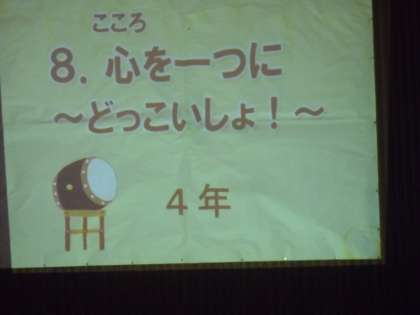 こころ
8. 心を一つに
～どっこいしょ!～
4年